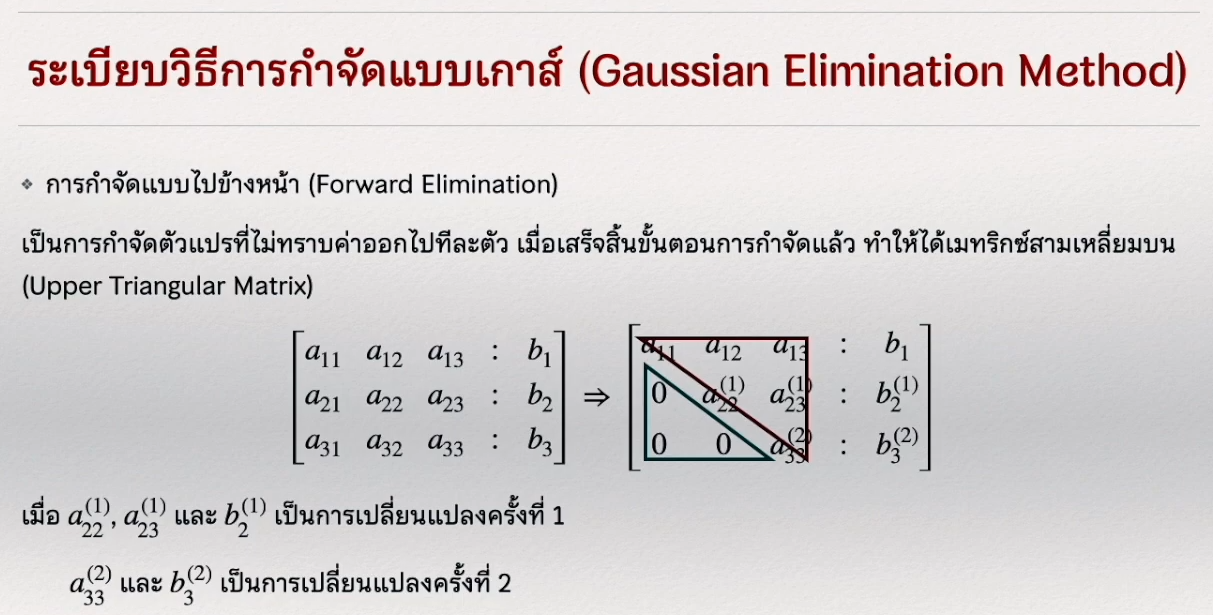 ระเบียบวิธีการกำจัดแบบเกาส์ (Gaussian Elimination Method)
❖ การกำจัดแบบไปข้างหน้า (Forward Elimination)
เป็นการกำจัดตัวแปรที่ไม่ทราบค่าออกไปทีละตัว เมื่อเสร็จสิ้นขั้นตอนการกำจัดแล้ว ทำให้ได้เมทริกซ์สามเหลี่ยมบน
(Upper Triangular Matrix)
[a₁₁ a₁₂ a₁₃ : b₁] [a₁₁ a₁₂ a₁₃ : b₁]
[a₂₁ a₂₂ a₂₃ : b₂] ⇒ [0 a₂₂⁽¹⁾ a₂₃⁽¹⁾ : b₂⁽¹⁾]
[a₃₁ a₃₂ a₃₃ : b₃] [0 0 a₃₃⁽²⁾ : b₃⁽²⁾]
เมื่อ a₂₂⁽¹⁾, a₂₃⁽¹⁾ และ b₂⁽¹⁾ เป็นการเปลี่ยนแปลงครั้งที่ 1
a₃₃⁽²⁾ และ b₃⁽²⁾ เป็นการเปลี่ยนแปลงครั้งที่ 2